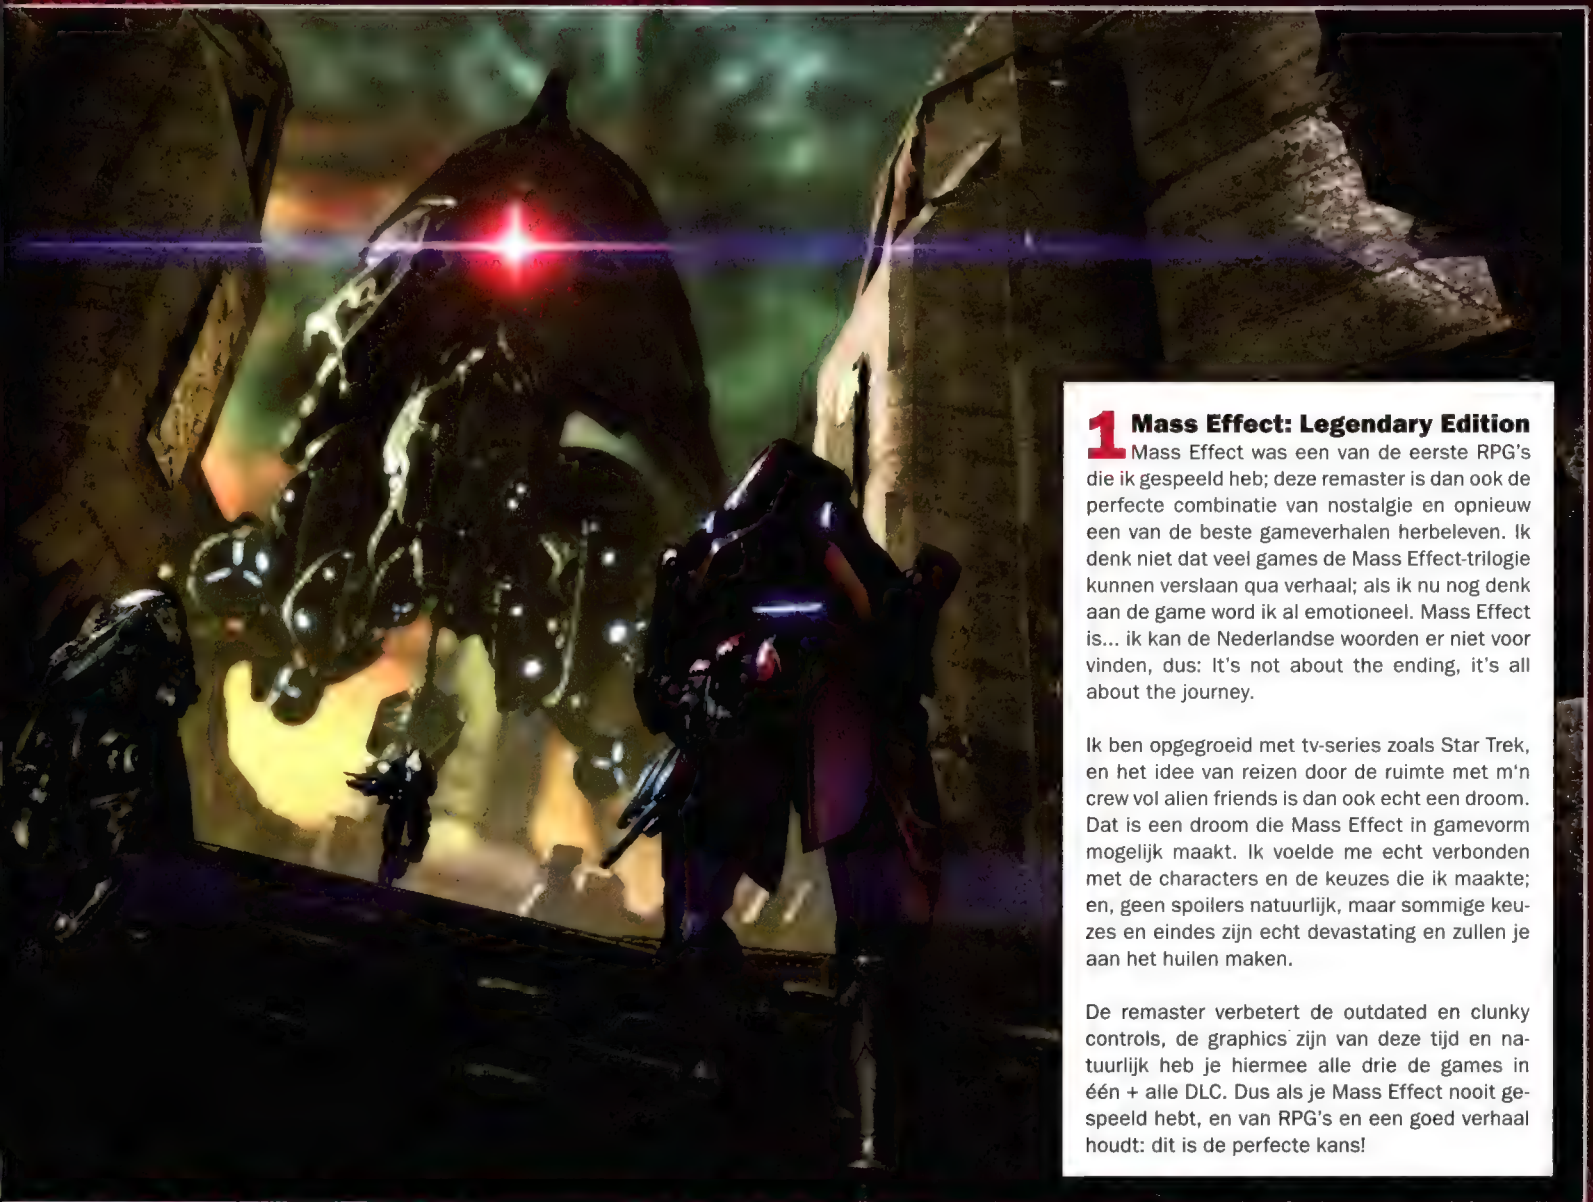 1 Mass Effect: Legendary Edition
Mass Effect was een van de eerste RPG's
die ik gespeeld heb; deze remaster is dan ook de
perfecte combinatie van nostalgie en opnieuw
een van de beste gameverhalen herbeleven. Ik
denk niet dat veel games de Mass Effect-trilogie
kunnen verslaan qua verhaal; als ik nu nog denk
aan de game word ik al emotioneel. Mass Effect
is... ik kan de Nederlandse woorden er niet voor
vinden, dus: It's not about the ending, it's all
about the journey.
Ik ben opgegroeid met tv-series zoals Star Trek,
en het idee van reizen door de ruimte met m'n
crew vol alien friends is dan ook echt een droom.
Dat is een droom die Mass Effect in gamevorm
mogelijk maakt. Ik voelde me echt verbonden
met de characters en de keuzes die ik maakte;
en, geen spoilers natuurlijk, maar sommige keu-
zes en eindes zijn echt devastating en zullen je
aan het huilen maken.
De remaster verbetert de outdated en clunky
controls, de graphics zijn van deze tijd en na-
tuurlijk heb je hiermee alle drie de games in
één + alle DLC. Dus als je Mass Effect nooit ge-
speeld hebt, en van RPG's en een goed verhaal
houdt: dit is de perfecte kans!